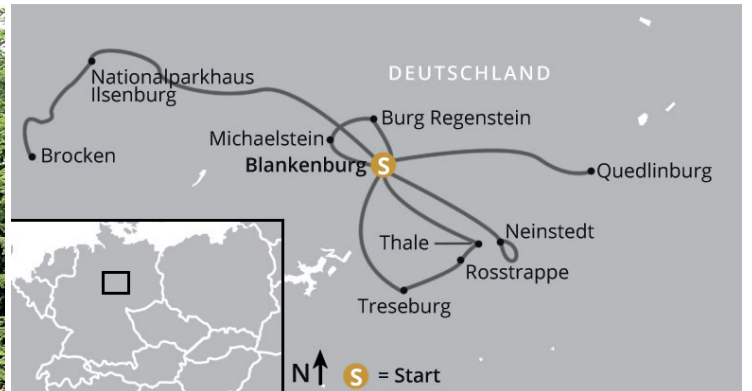 DEUTSCHLAND
Nationalparkhaus
Ilsenburg
Burg Regenstein
Michaelstein
Brocken
Blankenburg
S
Quedlinburg
Thale
Neinstedt
Rosstrappe
Treseburg
N
S = Start